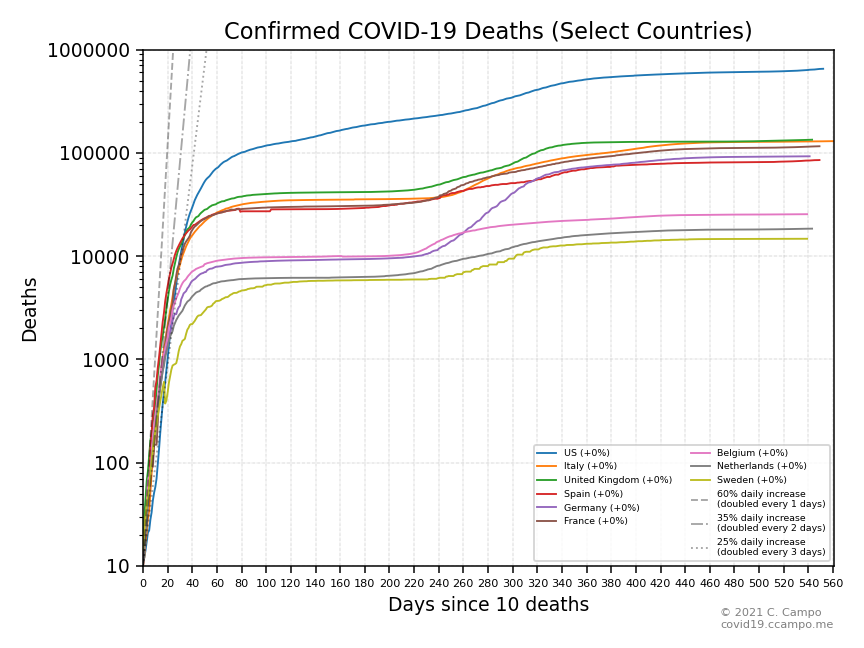 Confirmed COVID-19 Deaths (Select Countries)
1000000
100000
10000
1000
100
10
Deaths
0 20 40 60 80 100 120 140 160 180 200 220 240 260 280 300 320 340 360 380 400 420 440 460 480 500 520 540 560
Days since 10 deaths
US (+0%)
Italy (+0%)
United Kingdom (+0%)
Spain (+0%)
Germany (+0%)
France (+0%)
Belgium (+0%)
Netherlands (+0%)
Sweden (+0%)
60% daily increase
(doubled every 1 days)
35% daily increase
(doubled every 2 days)
25% daily increase
(doubled every 3 days)
© 2021 C. Campo
covid19.ccampo.me